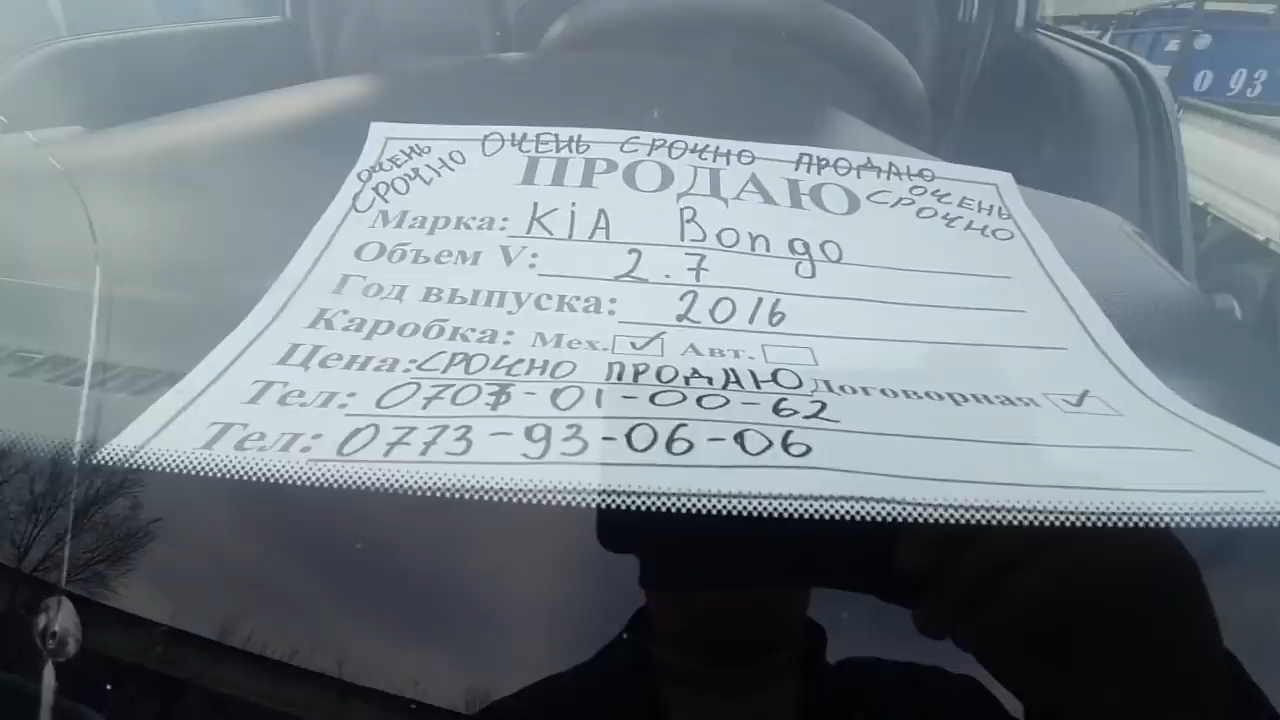 ОЧЕНЬ СРОЧНО ПРОДАЮ
ОЧЕНЬ СРОЧНО
ПРОДАЮ
ОЧЕНЬ СРОЧНО
Марка: KiA Bongo
Объем V: 2.7
Год выпуска: 2016
Каробка: Мех. ✓ Авт.
Цена: СРОЧНО ПРОДАЮ Договорная ✓
Тел: 0707-01-00-62
Тел: 0773-93-06-06
0 93